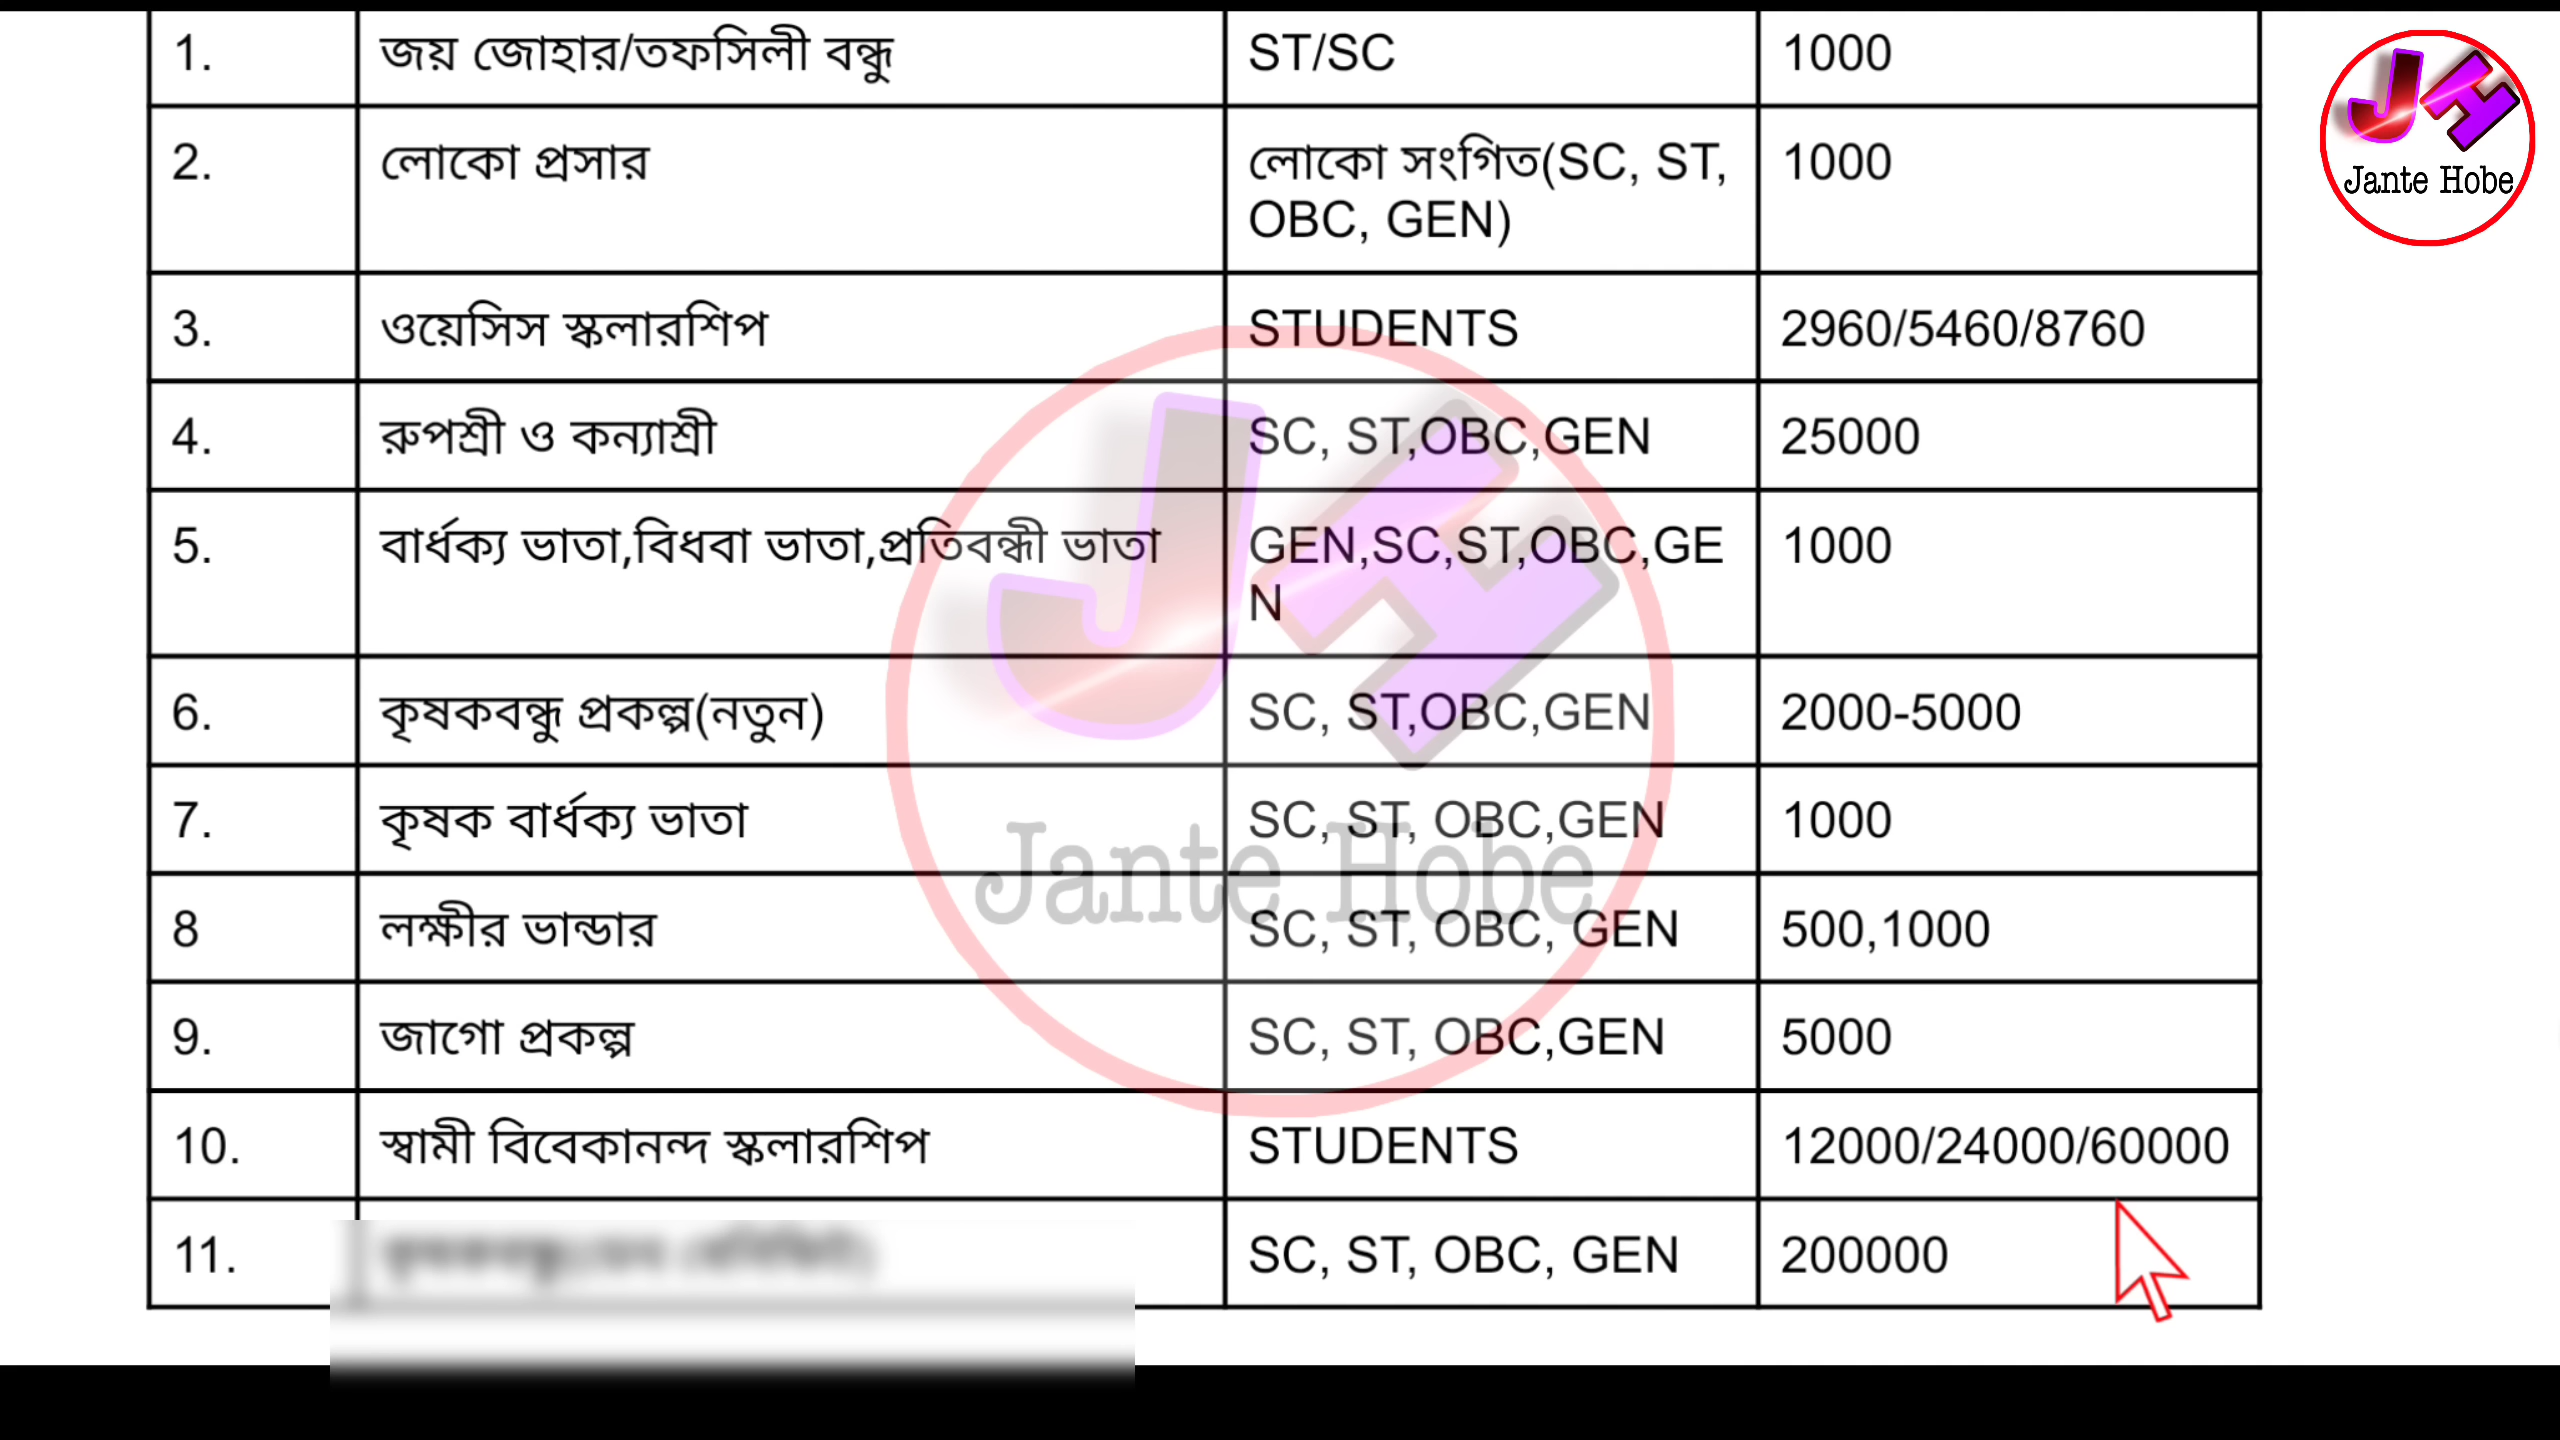 1. জয় জোহার/তফসিলী বন্ধু ST/SC 1000
2. লোকো প্রসার লোকো সংগিত(SC, ST, 1000
OBC, GEN)
3. ওয়েসিস স্কলারশিপ STUDENTS 2960/5460/8760
4. রুপশ্রী ও কন্যাশ্রী SC, ST,OBC,GEN 25000
5. বার্ধক্য ভাতা,বিধবা ভাতা,প্রতিবন্ধী ভাতা GEN,SC,ST,OBC,GE 1000
N
6. কৃষকবন্ধু প্রকল্প(নতুন) SC, ST,OBC,GEN 2000-5000
7. কৃষক বার্ধক্য ভাতা SC, ST, OBC,GEN 1000
8 লক্ষীর ভান্ডার SC, ST, OBC, GEN 500,1000
9. জাগো প্রকল্প SC, ST, OBC,GEN 5000
10. স্বামী বিবেকানন্দ স্কলারশিপ STUDENTS 12000/24000/60000
11. SC, ST, OBC, GEN 200000
JH
Jante Hobe
JH
Jante Hobe